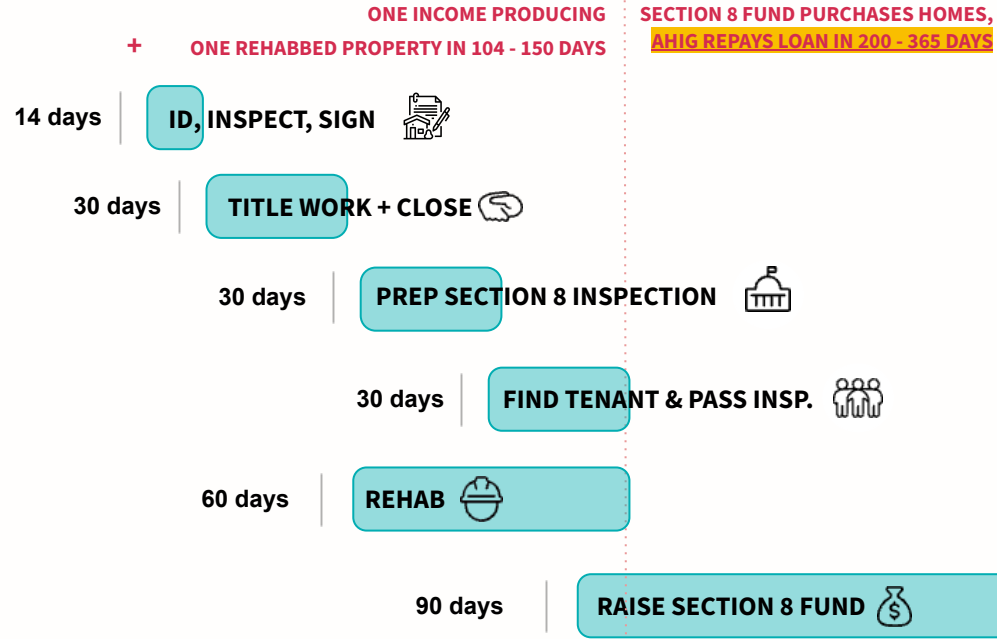 ONE INCOME PRODUCING
+ ONE REHABBED PROPERTY IN 104 - 150 DAYS
SECTION 8 FUND PURCHASES HOMES,
AHIG REPAYS LOAN IN 200 - 365 DAYS
14 days
ID, INSPECT, SIGN
30 days
TITLE WORK + CLOSE
30 days
PREP SECTION 8 INSPECTION
30 days
FIND TENANT & PASS INSP.
60 days
REHAB
90 days
RAISE SECTION 8 FUND
$